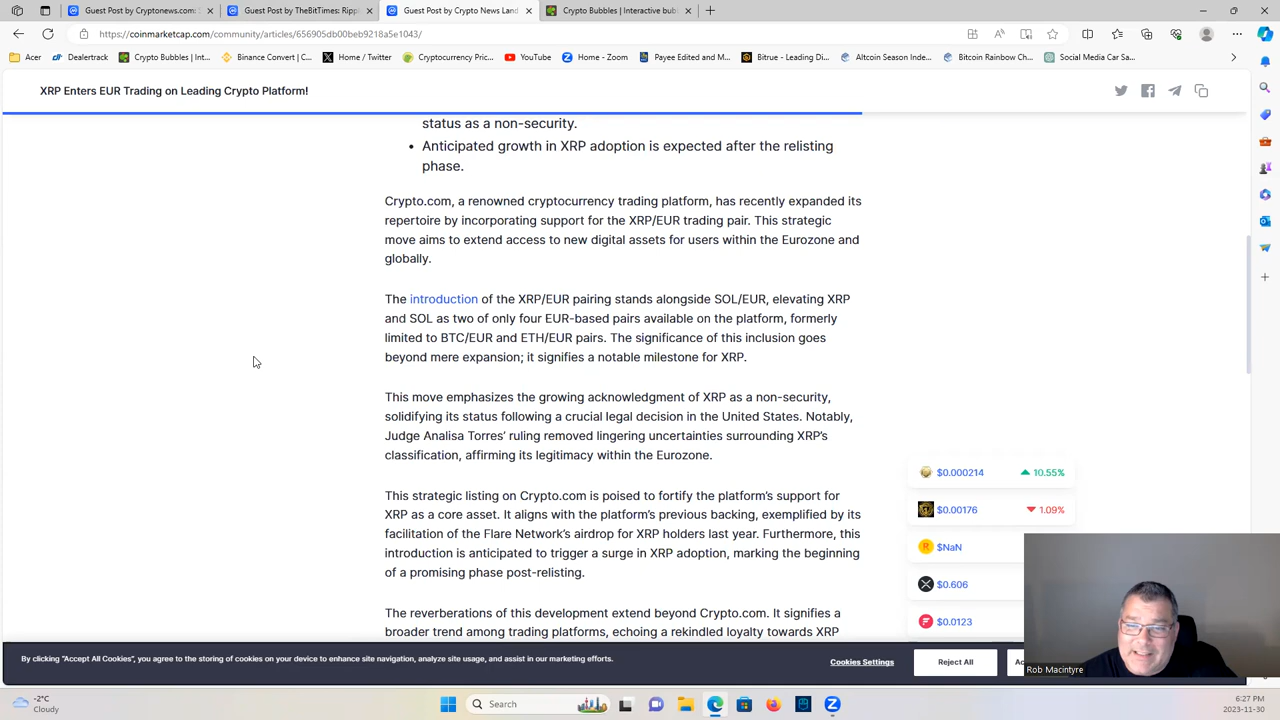 Guest Post by Cryptonews.com:
Guest Post by TheBitTimes: Rippl
Guest Post by Crypto News Land
Crypto Bubbles | Interactive bubb
https://coinmarketcap.com/community/articles/656905db00beb9218a5e1043/
Acer
Dealertrack
Crypto Bubbles | Int...
Binance Convert | C...
Home / Twitter
Cryptocurrency Pric...
YouTube
Home - Zoom
Payee Edited and M...
Bitrue - Leading Di...
Altcoin Season Inde...
Bitcoin Rainbow Ch...
Social Media Car Sa...
XRP Enters EUR Trading on Leading Crypto Platform!
status as a non-security.
• Anticipated growth in XRP adoption is expected after the relisting
phase.
Crypto.com, a renowned cryptocurrency trading platform, has recently expanded its
repertoire by incorporating support for the XRP/EUR trading pair. This strategic
move aims to extend access to new digital assets for users within the Eurozone and
globally.
The introduction of the XRP/EUR pairing stands alongside SOL/EUR, elevating XRP
and SOL as two of only four EUR-based pairs available on the platform, formerly
limited to BTC/EUR and ETH/EUR pairs. The significance of this inclusion goes
beyond mere expansion; it signifies a notable milestone for XRP.
This move emphasizes the growing acknowledgment of XRP as a non-security,
solidifying its status following a crucial legal decision in the United States. Notably,
Judge Analisa Torres' ruling removed lingering uncertainties surrounding XRP's
classification, affirming its legitimacy within the Eurozone.
This strategic listing on Crypto.com is poised to fortify the platform's support for
XRP as a core asset. It aligns with the platform's previous backing, exemplified by its
facilitation of the Flare Network's airdrop for XRP holders last year. Furthermore, this
introduction is anticipated to trigger a surge in XRP adoption, marking the beginning
of a promising phase post-relisting.
The reverberations of this development extend beyond Crypto.com. It signifies a
broader trend among trading platforms, echoing a rekindled loyalty towards XRP
$0.000214 10.55%
$0.00176 1.09%
$NaN
$0.606
$0.0123
By clicking "Accept All Cookies", you agree to the storing of cookies on your device to enhance site navigation, analyze site usage, and assist in our marketing efforts.
Cookies Settings
Reject All
Ac
Rob Macintyre
-2°C
Cloudy
Search
6:27 PM
2023-11-30